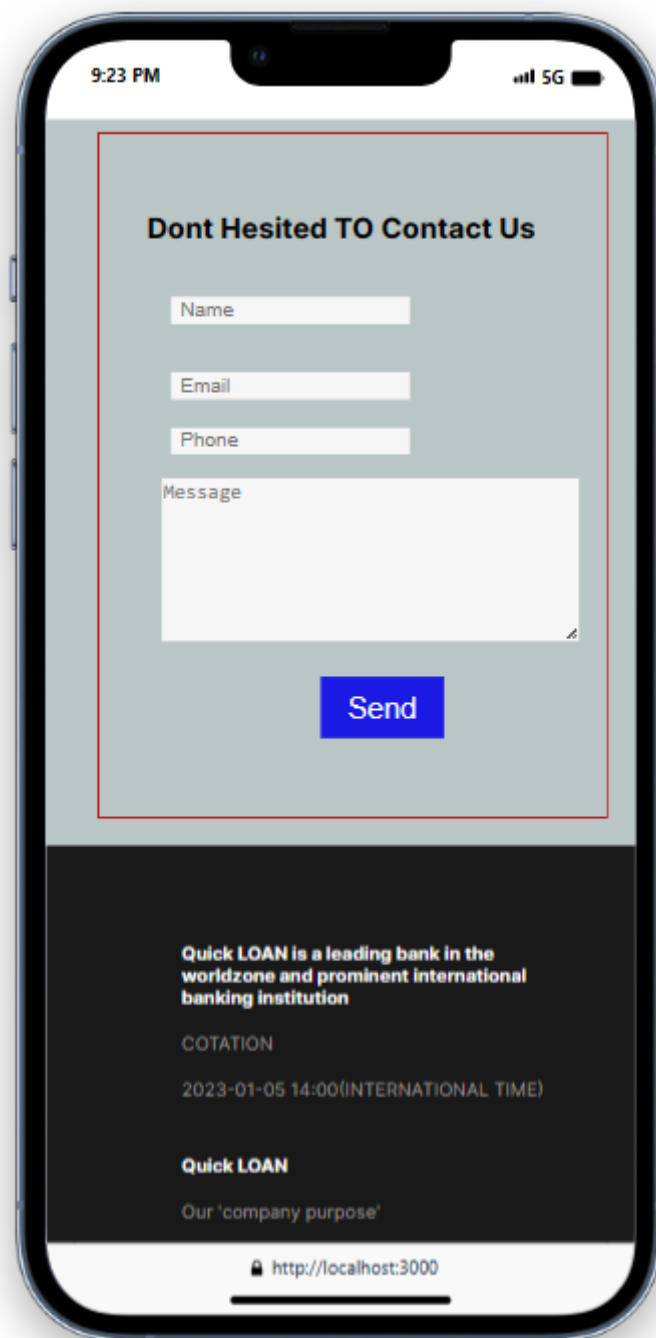 9:23 PM
5G
Dont Hesited TO Contact Us
Name
Email
Phone
Message
Send
Quick LOAN is a leading bank in the
worldzone and prominent international
banking institution
COTATION
2023-01-05 14:00(INTERNATIONAL TIME)
Quick LOAN
Our 'company purpose'
http://localhost:3000